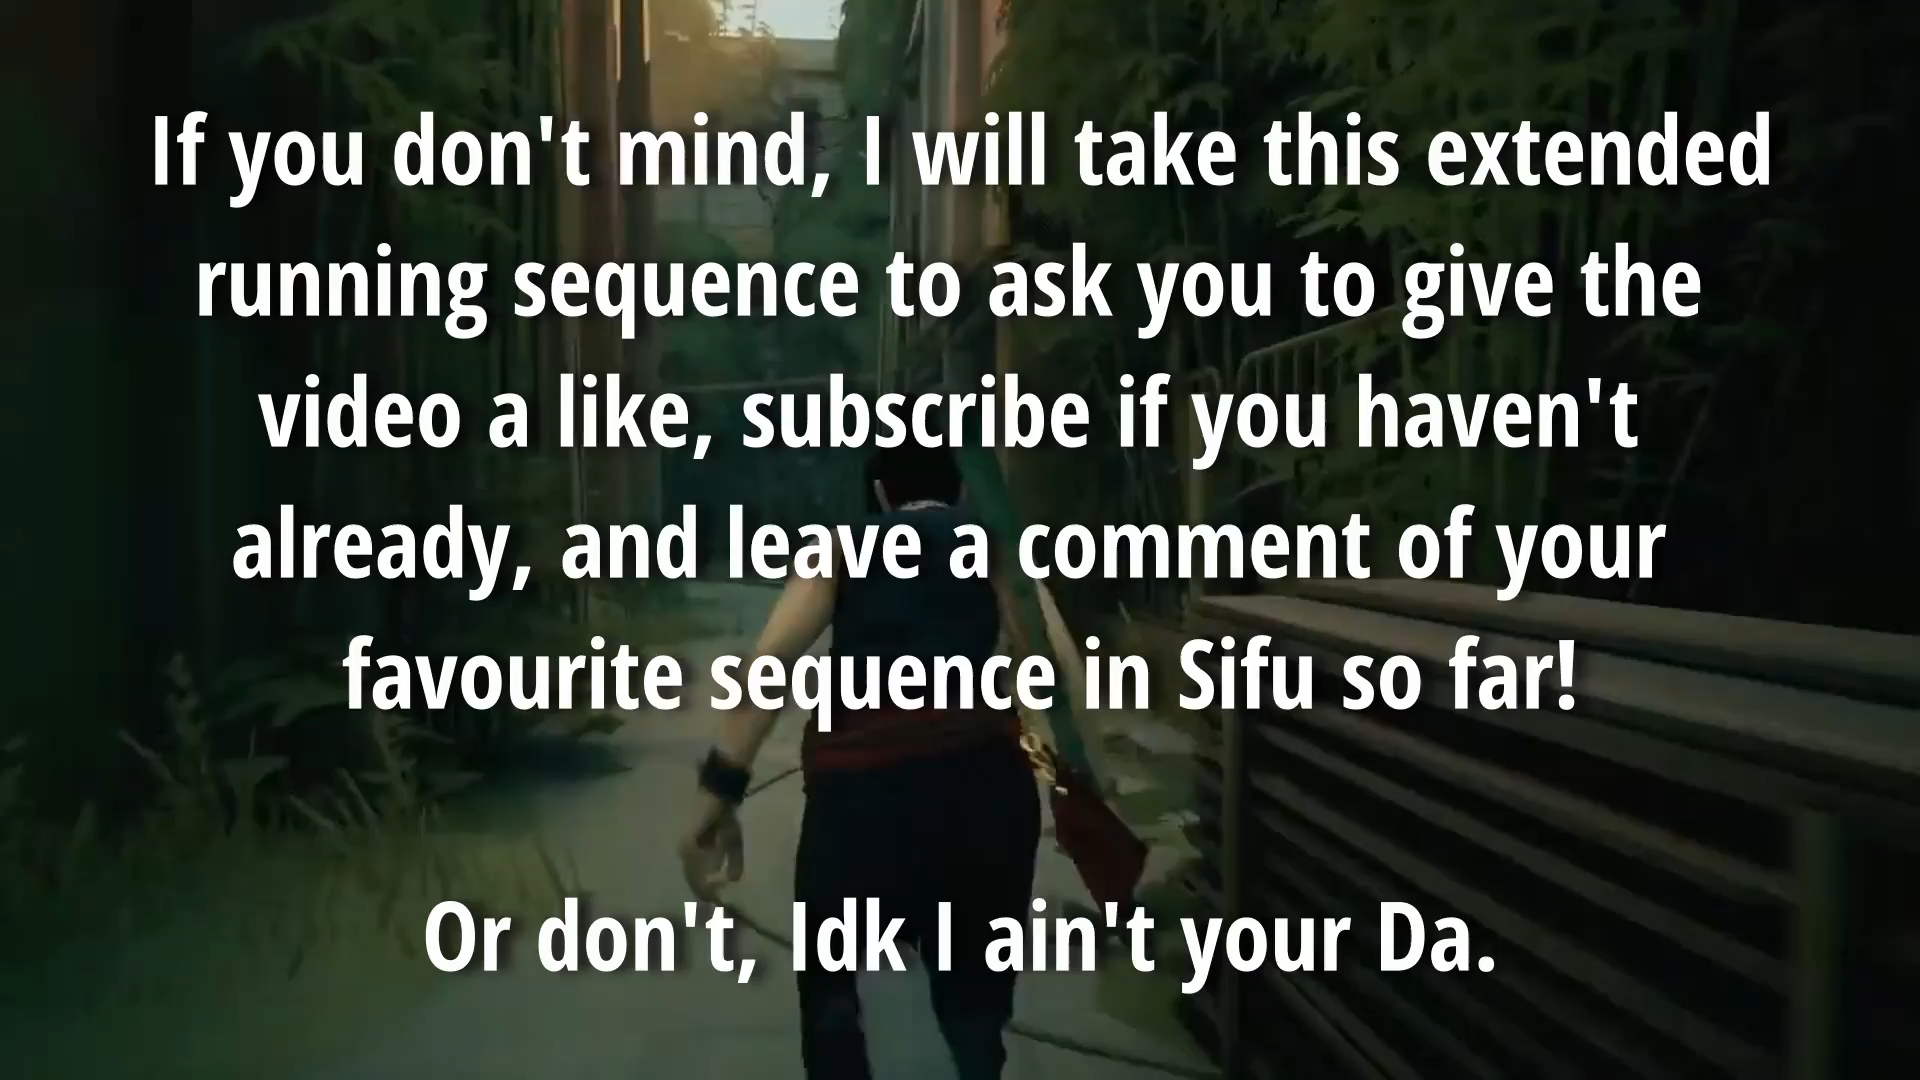 If you don't mind, I will take this extended
running sequence to ask you to give the
video a like, subscribe if you haven't
already, and leave a comment of your
favourite sequence in Sifu so far!
Or don't, Idk I ain't your Da.